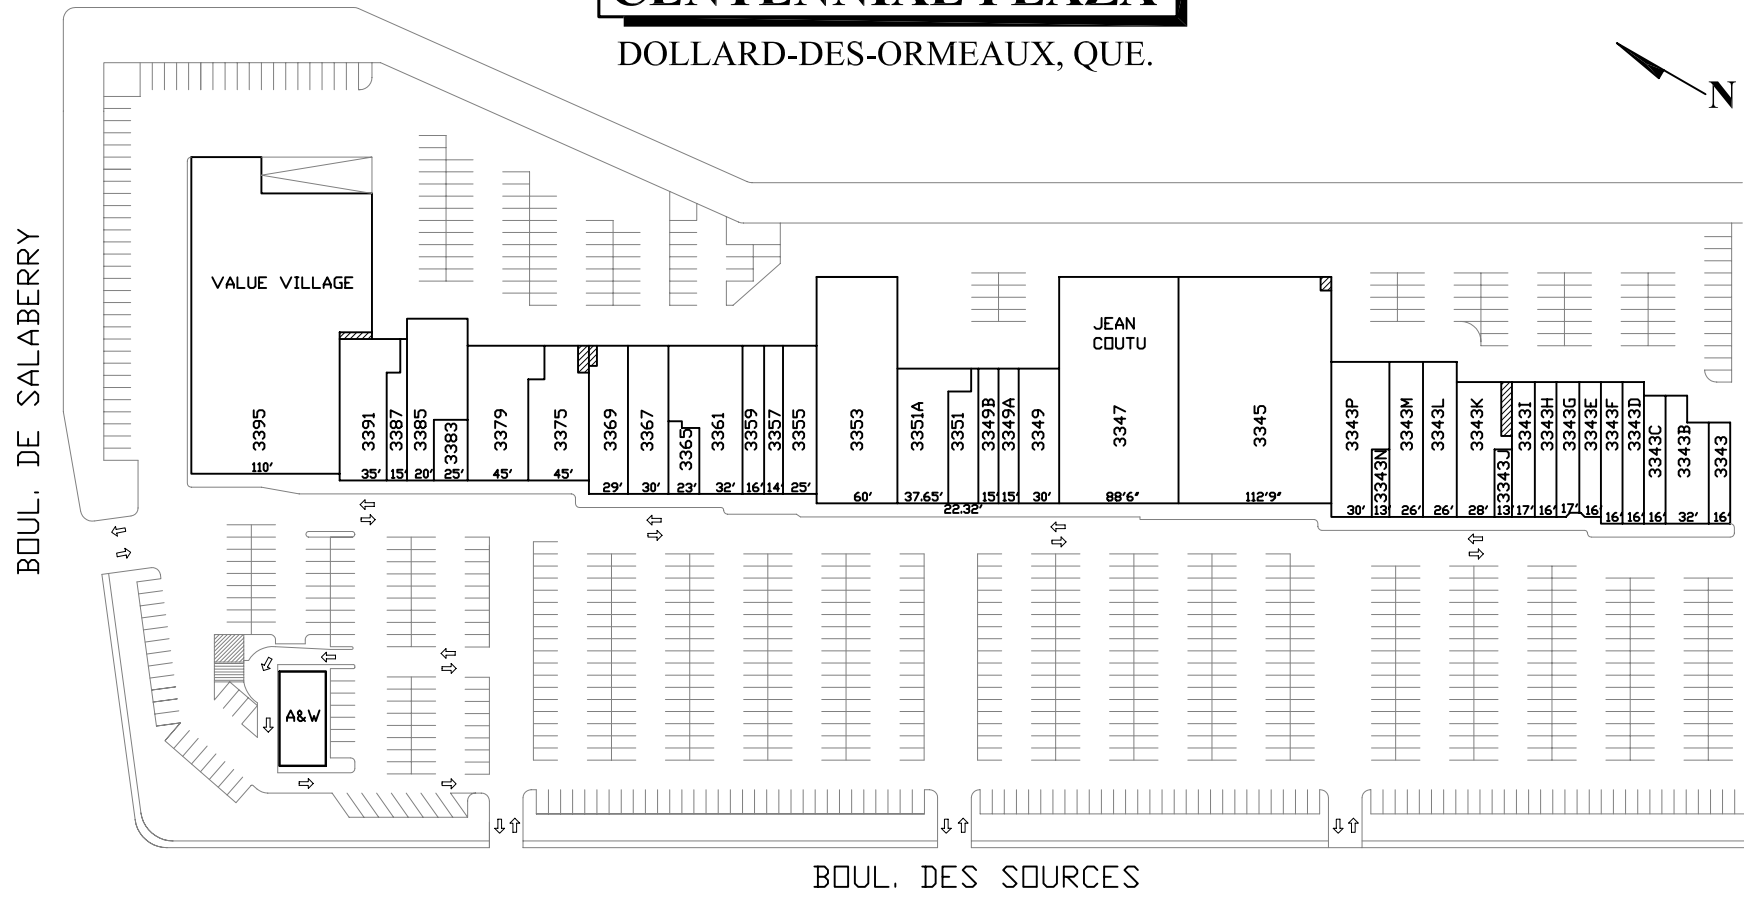 CENTENNIAL PLAZA
DOLLARD-DES-ORMEAUX, QUE.
N
BOUL. DE SALABERRY
VALUE VILLAGE
JEAN
COUTU
3395
3391
3387
3385
3383
3379
3375
3369
3367
3365
3361
3359
3357
3355
3353
3351A
3351
3349B
3349A
3349
3347
3345
3343P
3343N
3343M
3343L
3343K
3343J
3343I
3343H
3343G
3343E
3343F
3343D
3343C
3343B
3343
110'
35'
15'
20'
25'
45'
45'
29'
30'
23'
32'
16'
14'
25'
60'
37.65'
22.32'
15'
15'
30'
88'6"
112'9"
30'
13'
26'
26'
28'
13'
17'
16'
17'
16'
16'
16'
16'
32'
16'
A&W
BOUL. DES SOURCES